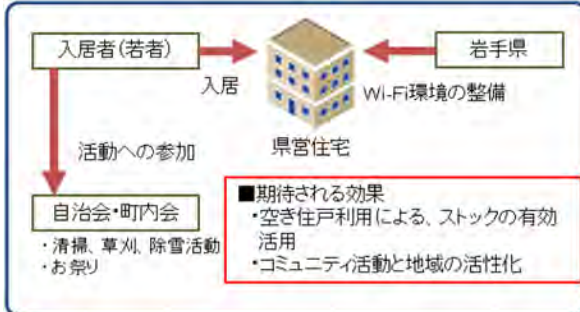 入居者(若者)
岩手県
入居
Wi-Fi環境の整備
県営住宅
活動への参加
自治会・町内会
・清掃、草刈、除雪活動
・お祭り
■期待される効果
・空き住戸利用による、ストックの有効
活用
・コミュニティ活動と地域の活性化